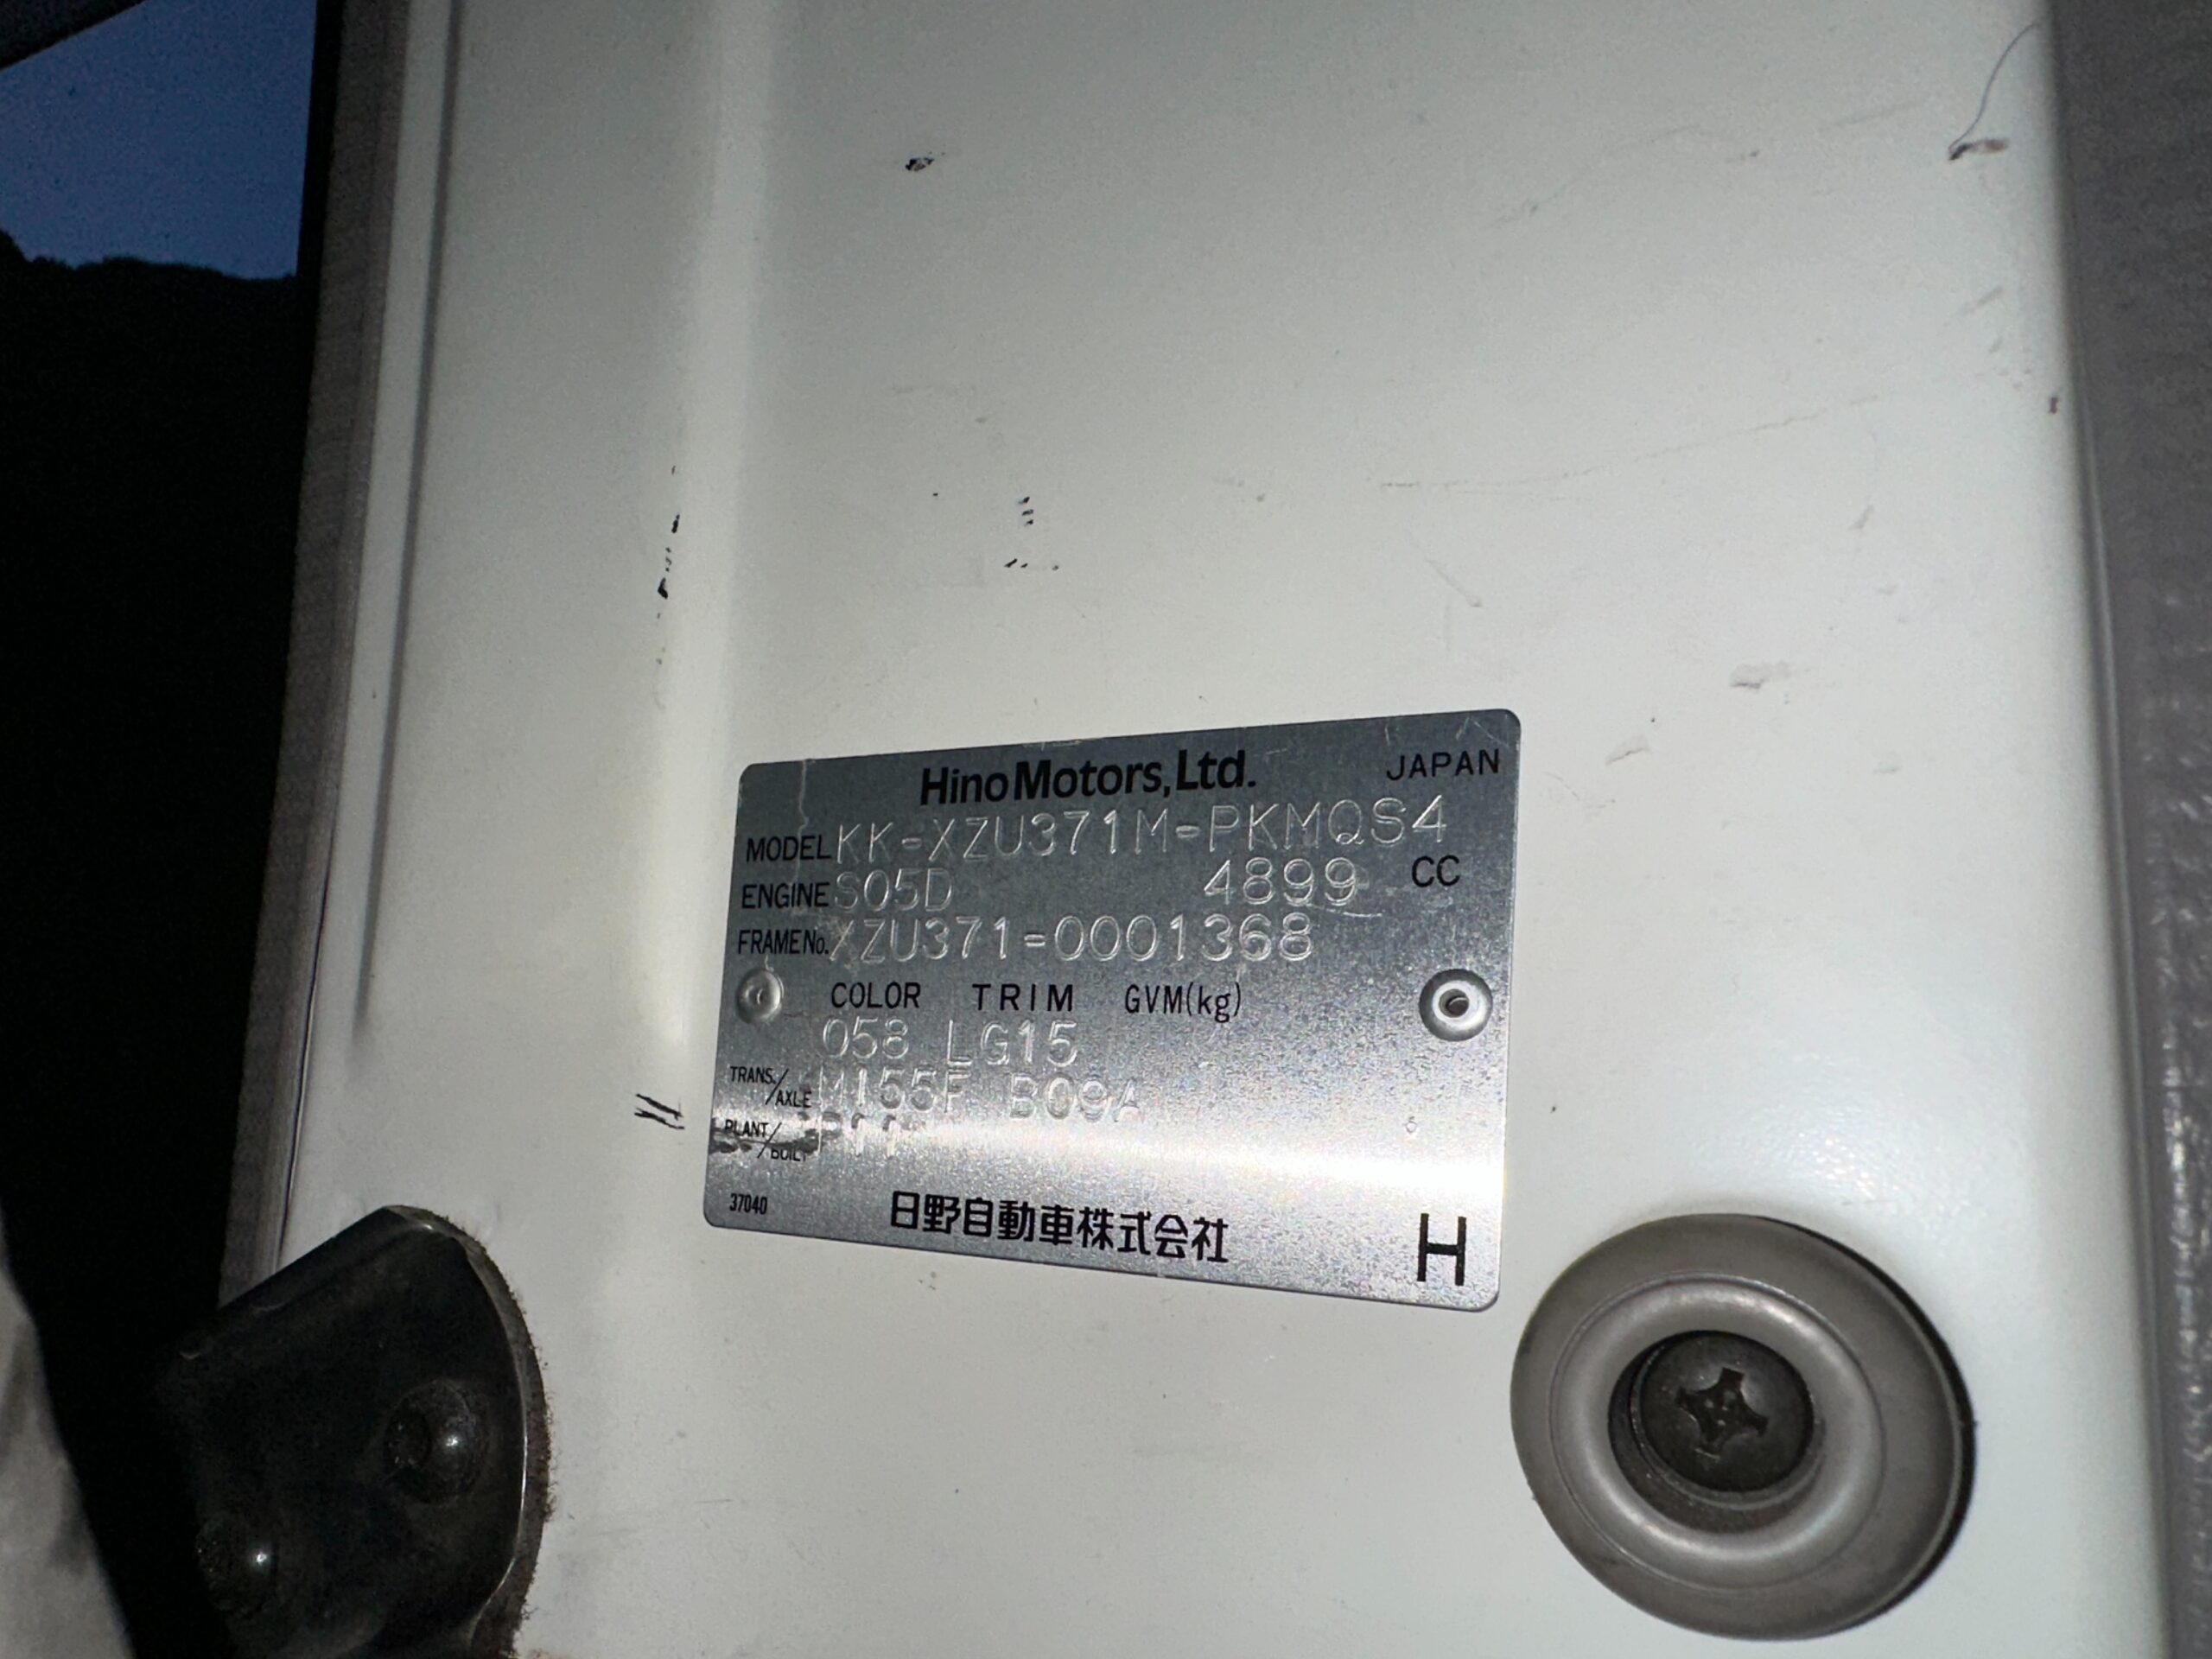 Hino Motors, Ltd. JAPAN
MODEL KK-XZU371M-PKMQS4
ENGINE S05D 4899 CC
FRAME No. XZU371-0001368
COLOR TRIM GVM(kg)
058 LG15
TRANS./AXLE M155F B09A
PLANT/BUILT
37040 日野自動車株式会社 H